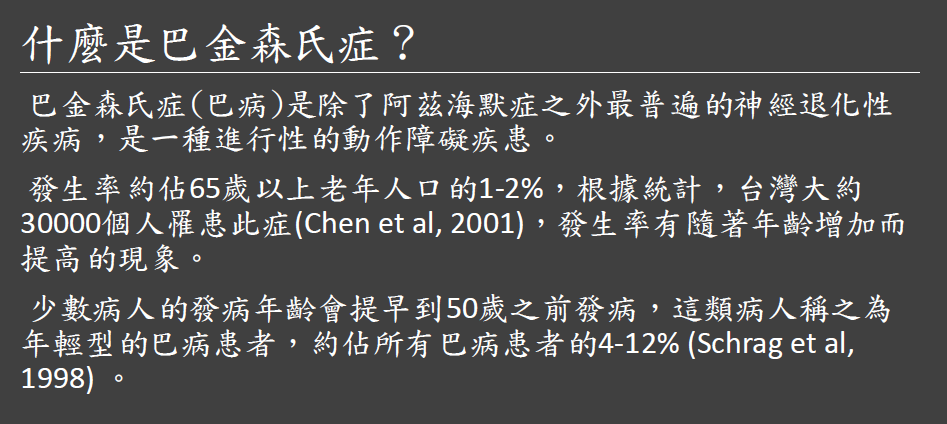 什麼是巴金森氏症？
巴金森氏症(巴病)是除了阿茲海默症之外最普遍的神經退化性
疾病，是一種進行性的動作障礙疾患。
發生率約佔65歲以上老年人口的1-2%，根據統計，台灣大約
30000個人罹患此症(Chen et al, 2001)，發生率有隨著年齡增加而
提高的現象。
少數病人的發病年齡會提早到50歲之前發病，這類病人稱之為
年輕型的巴病患者，約佔所有巴病患者的4-12% (Schrag et al,
1998) 。